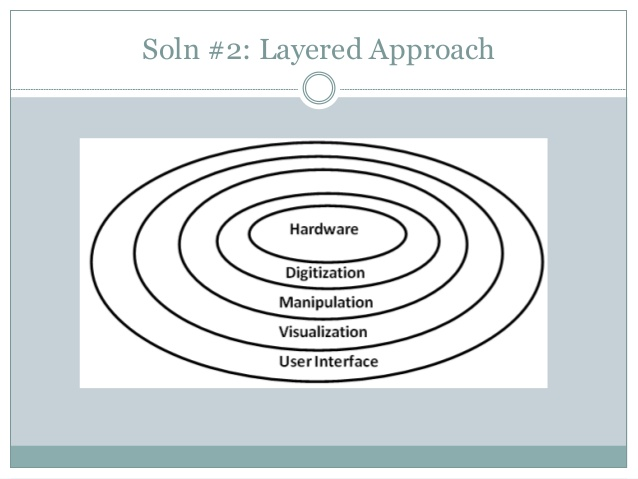 Soln #2: Layered Approach
Hardware
Digitization
Manipulation
Visualization
User Interface